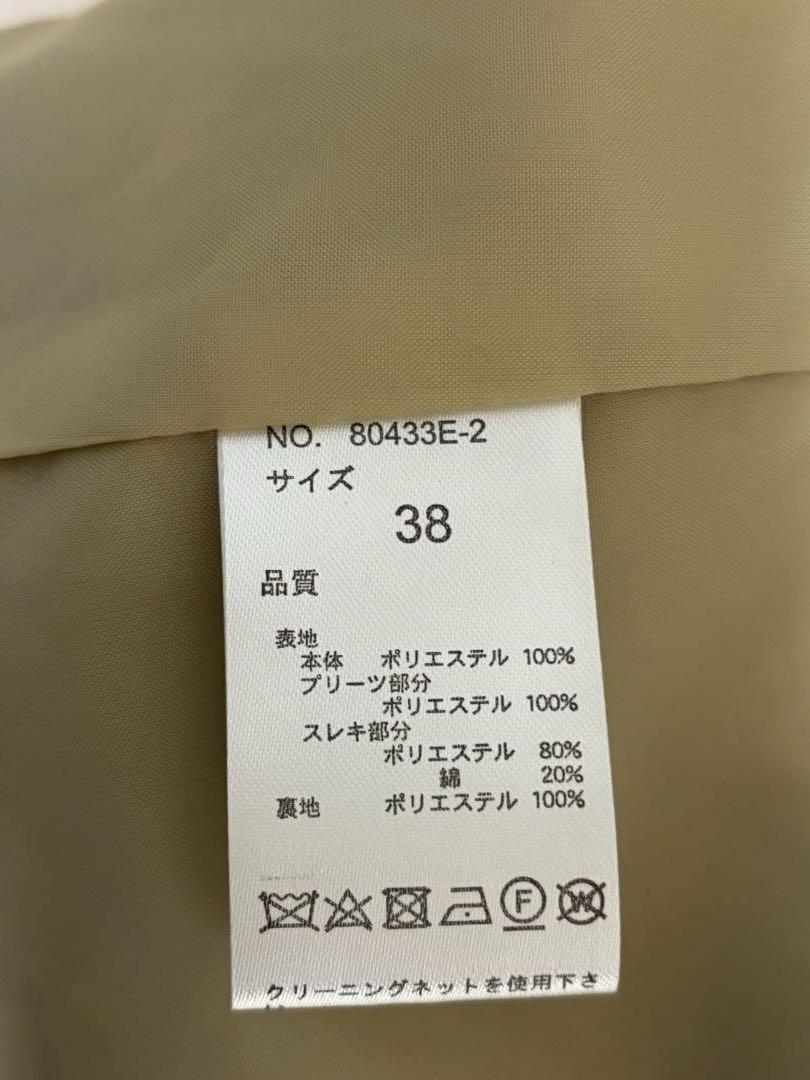 NO. 80433E-2
サイズ
38
品質
表地
本体 ポリエステル 100%
プリーツ部分
ポリエステル 100%
スレキ部分
ポリエステル 80%
綿 20%
裏地 ポリエステル 100%
F W
クリーニングネットを使用下さ